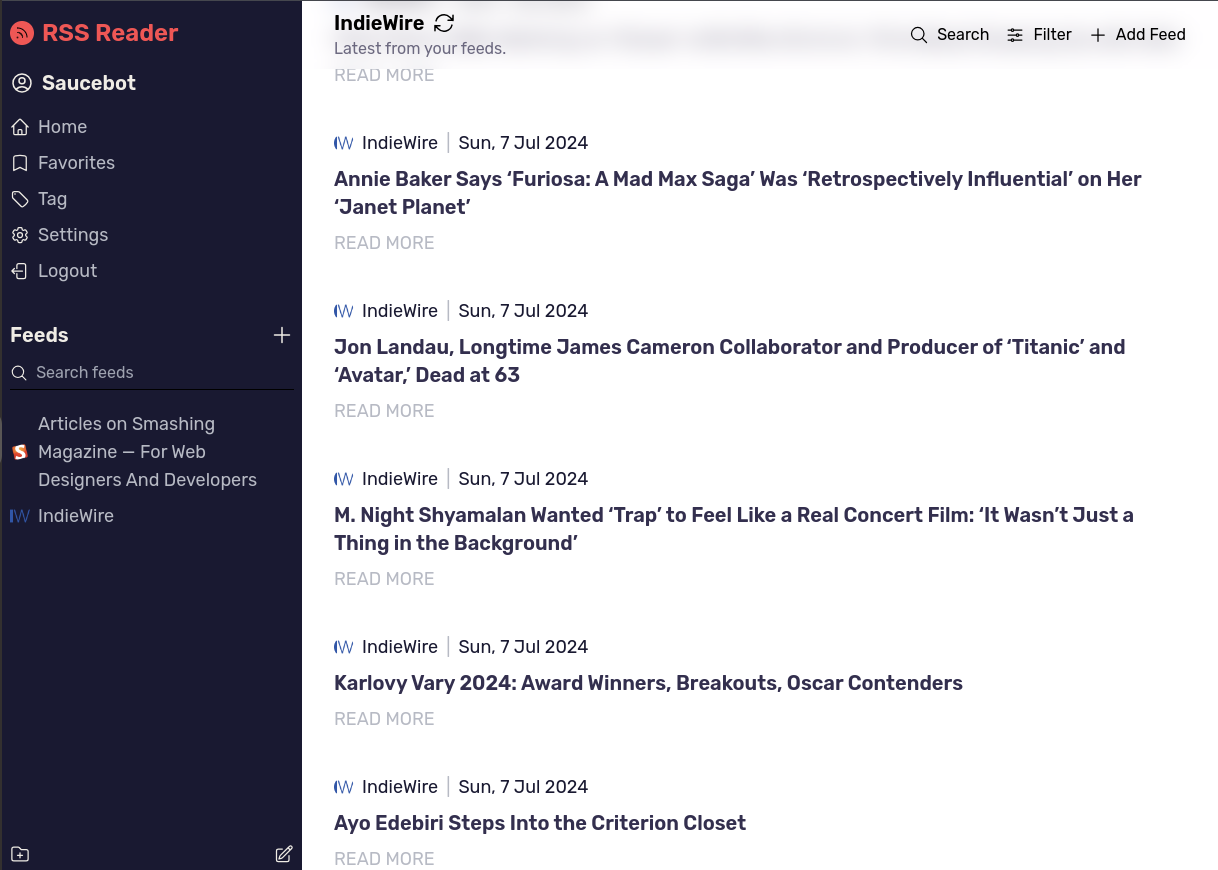 RSS Reader
Saucebot
Home
Favorites
Tag
Settings
Logout
Feeds
Search feeds
Articles on Smashing
Magazine — For Web
Designers And Developers
IndieWire
IndieWire
Latest from your feeds.
Search
Filter
Add Feed
READ MORE
IndieWire | Sun, 7 Jul 2024
Annie Baker Says ‘Furiosa: A Mad Max Saga’ Was ‘Retrospectively Influential’ on Her
‘Janet Planet’
READ MORE
IndieWire | Sun, 7 Jul 2024
Jon Landau, Longtime James Cameron Collaborator and Producer of ‘Titanic’ and
‘Avatar,’ Dead at 63
READ MORE
IndieWire | Sun, 7 Jul 2024
M. Night Shyamalan Wanted ‘Trap’ to Feel Like a Real Concert Film: ‘It Wasn’t Just a
Thing in the Background’
READ MORE
IndieWire | Sun, 7 Jul 2024
Karlovy Vary 2024: Award Winners, Breakouts, Oscar Contenders
READ MORE
IndieWire | Sun, 7 Jul 2024
Ayo Edebiri Steps Into the Criterion Closet
READ MORE